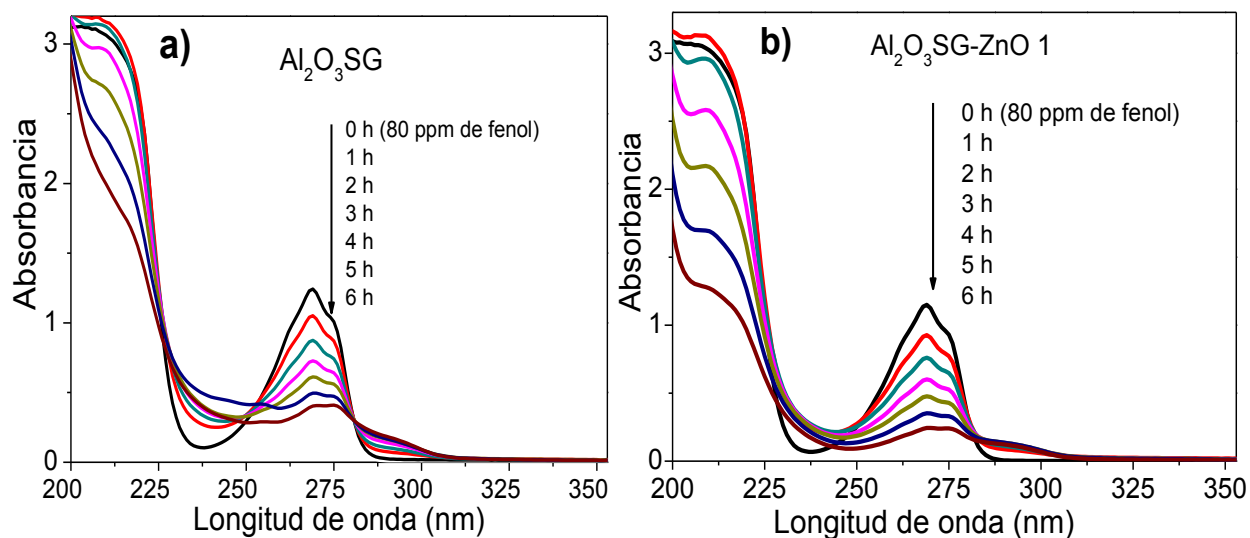 a)
Al₂O₃SG
0 h (80 ppm de fenol)
1 h
2 h
3 h
4 h
5 h
6 h
Absorbancia
3
2
1
0
200 225 250 275 300 325 350
Longitud de onda (nm)
b)
Al₂O₃SG-ZnO 1
0 h (80 ppm de fenol)
1 h
2 h
3 h
4 h
5 h
6 h
Absorbancia
3
2
1
0
200 225 250 275 300 325 350
Longitud de onda (nm)